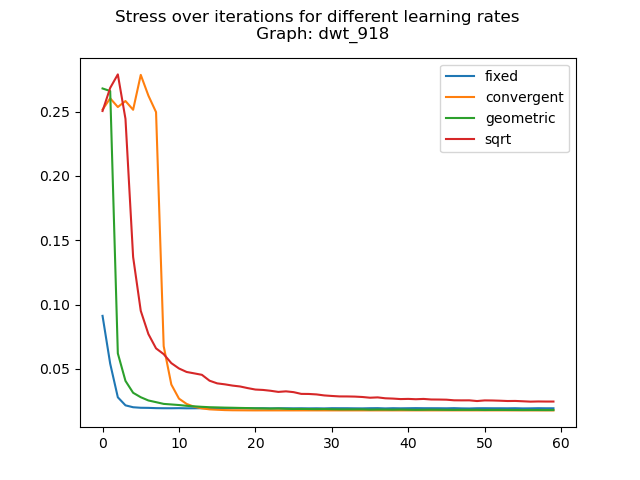 Stress over iterations for different learning rates
Graph: dwt_918
fixed
convergent
geometric
sqrt
0.25
0.20
0.15
0.10
0.05
0 10 20 30 40 50 60